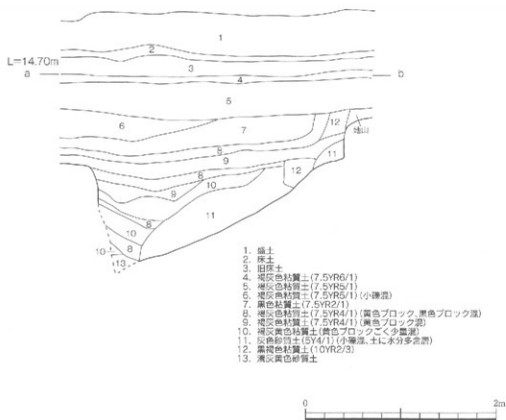 1
2
L=14.70m
a
3
b
4
5
6
7
12
地山
8
11
9
8
12
10
9
11
8
10
10
8
13
1. 盛土
2. 床土
3. 旧床土
4. 褐灰色粘質土(7.5YR6/1)
5. 褐灰色粘質土(7.5YR5/1)
6. 褐灰色粘質土(7.5YR5/1)(小礫混)
7. 黒色粘質土(7.5YR2/1)
8. 褐灰色粘質土(7.5YR4/1)(黄色ブロック、黒色ブロック混)
9. 褐灰色粘質土(7.5YR4/1)(黄色ブロック混)
10. 褐灰黄色粘質土(黄色ブロックごく少量混)
11. 灰色砂質土(5Y4/1)(小礫混、土に水分多含む)
12. 黒褐色粘質土(10YR2/3)
13. 濁灰黄色砂質土
0
2m